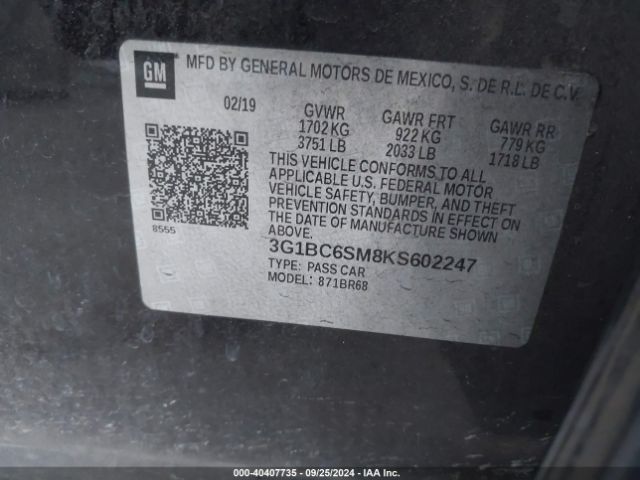 GM
MFD BY GENERAL MOTORS DE MEXICO, S. DE R.L. DE C.V.
02/19
GVWR
1702 KG
3751 LB
GAWR FRT
922 KG
2033 LB
GAWR RR
779 KG
1718 LB
THIS VEHICLE CONFORMS TO ALL
APPLICABLE U.S. FEDERAL MOTOR
VEHICLE SAFETY, BUMPER, AND THEFT
PREVENTION STANDARDS IN EFFECT ON
THE DATE OF MANUFACTURE SHOWN
ABOVE.
8555
3G1BC6SM8KS602247
TYPE: PASS CAR
MODEL: 871BR68
000-40407735 - 09/25/2024 - IAA Inc.